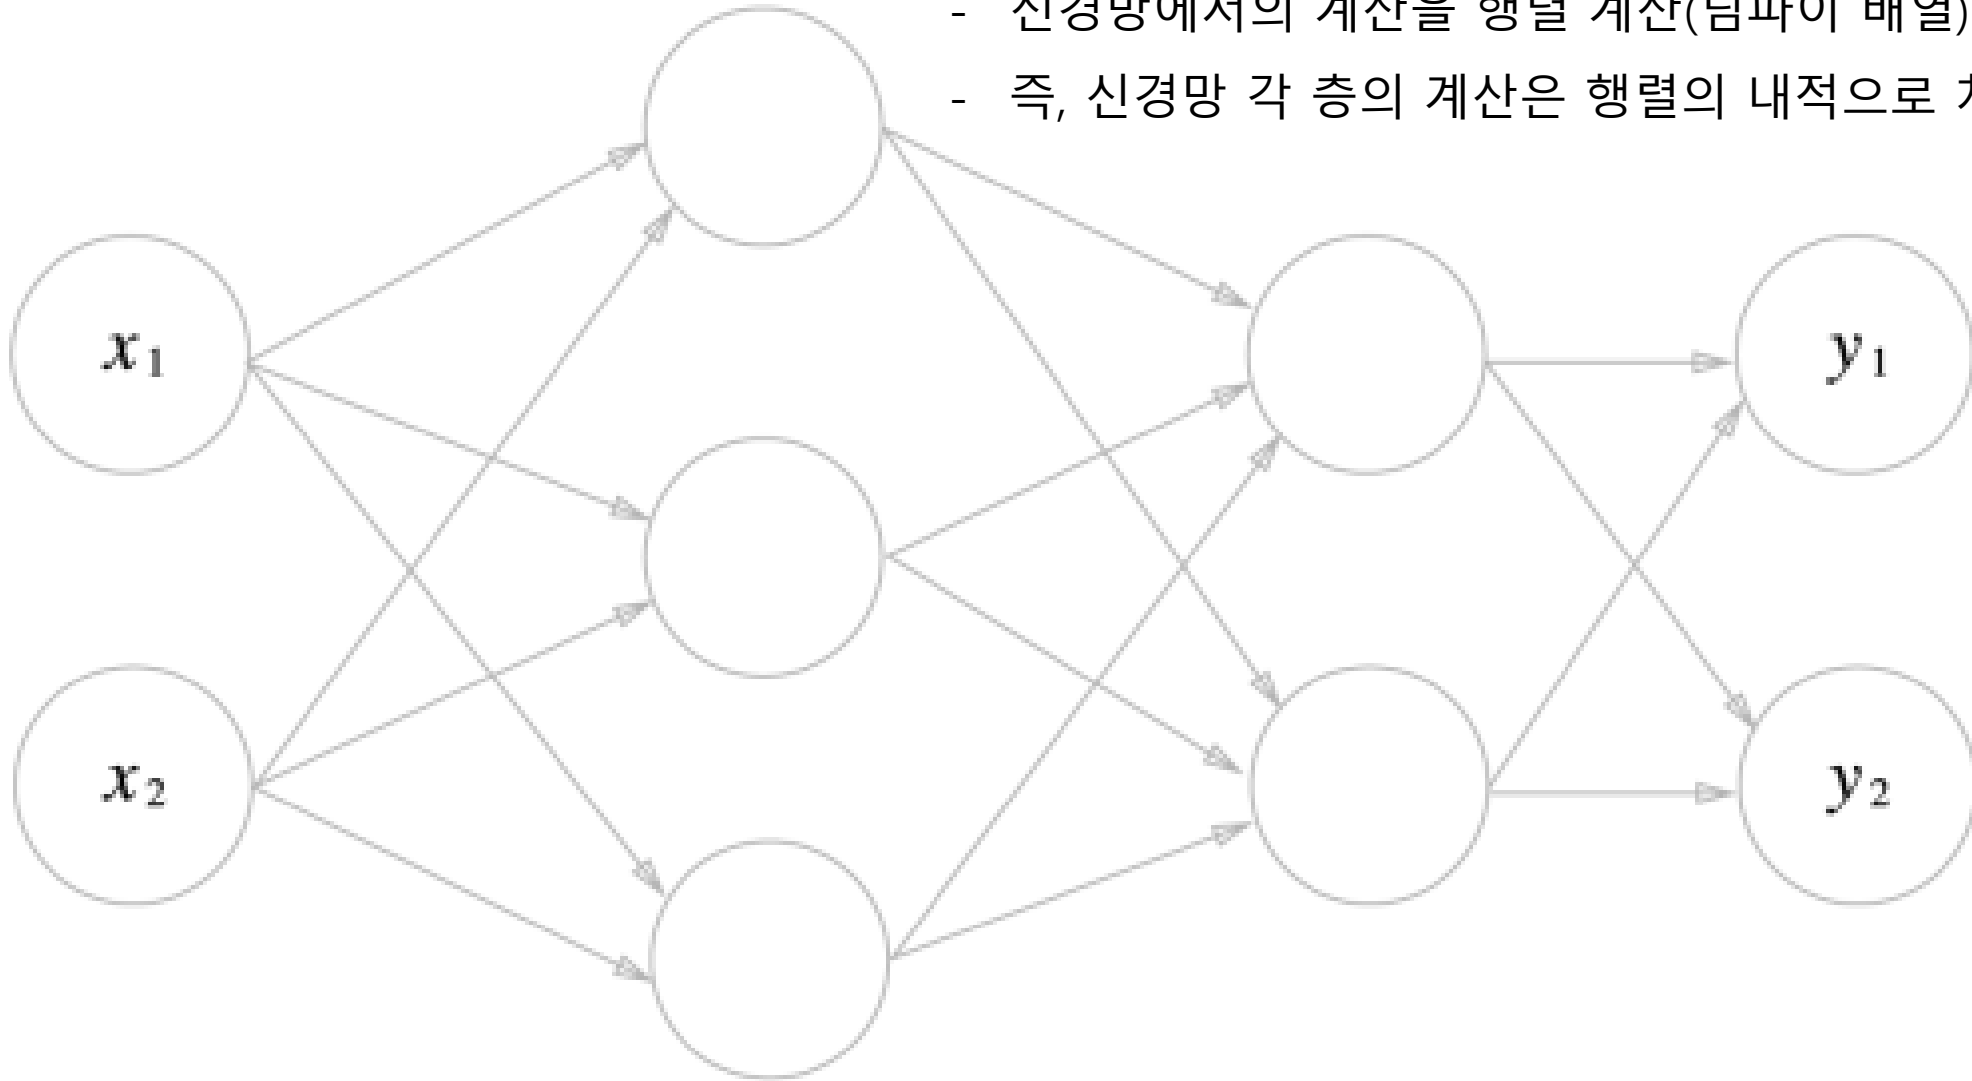 - 신경망에서의 계산을 행렬 계산(넘파이 배열)
- 즉, 신경망 각 층의 계산은 행렬의 내적으로
x1
y1
x2
y2